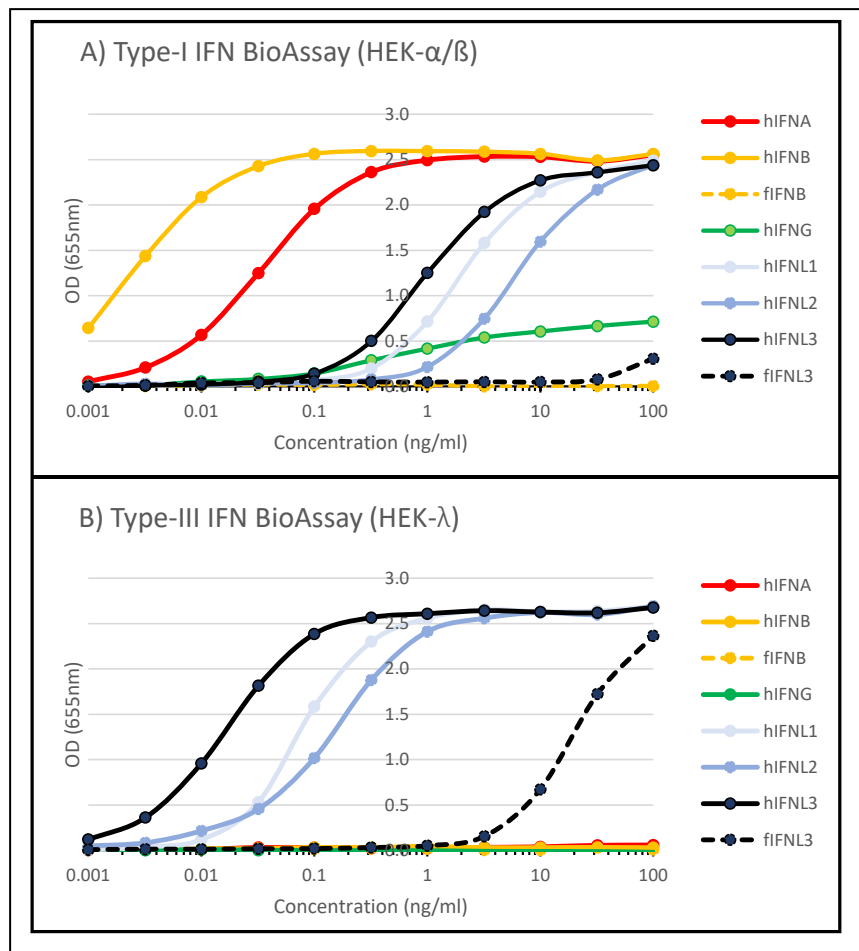 A) Type-I IFN BioAssay (HEK-α/ß)
3.0
2.5
2.0
1.5
1.0
0.5
0.0
OD (655nm)
0.001 0.01 0.1 1 10 100
Concentration (ng/ml)
hIFNA
hIFNB
fIFNB
hIFNG
hIFNL1
hIFNL2
hIFNL3
fIFNL3
B) Type-III IFN BioAssay (HEK-λ)
3.0
2.5
2.0
1.5
1.0
0.5
0.0
OD (655nm)
0.001 0.01 0.1 1 10 100
Concentration (ng/ml)
hIFNA
hIFNB
fIFNB
hIFNG
hIFNL1
hIFNL2
hIFNL3
fIFNL3